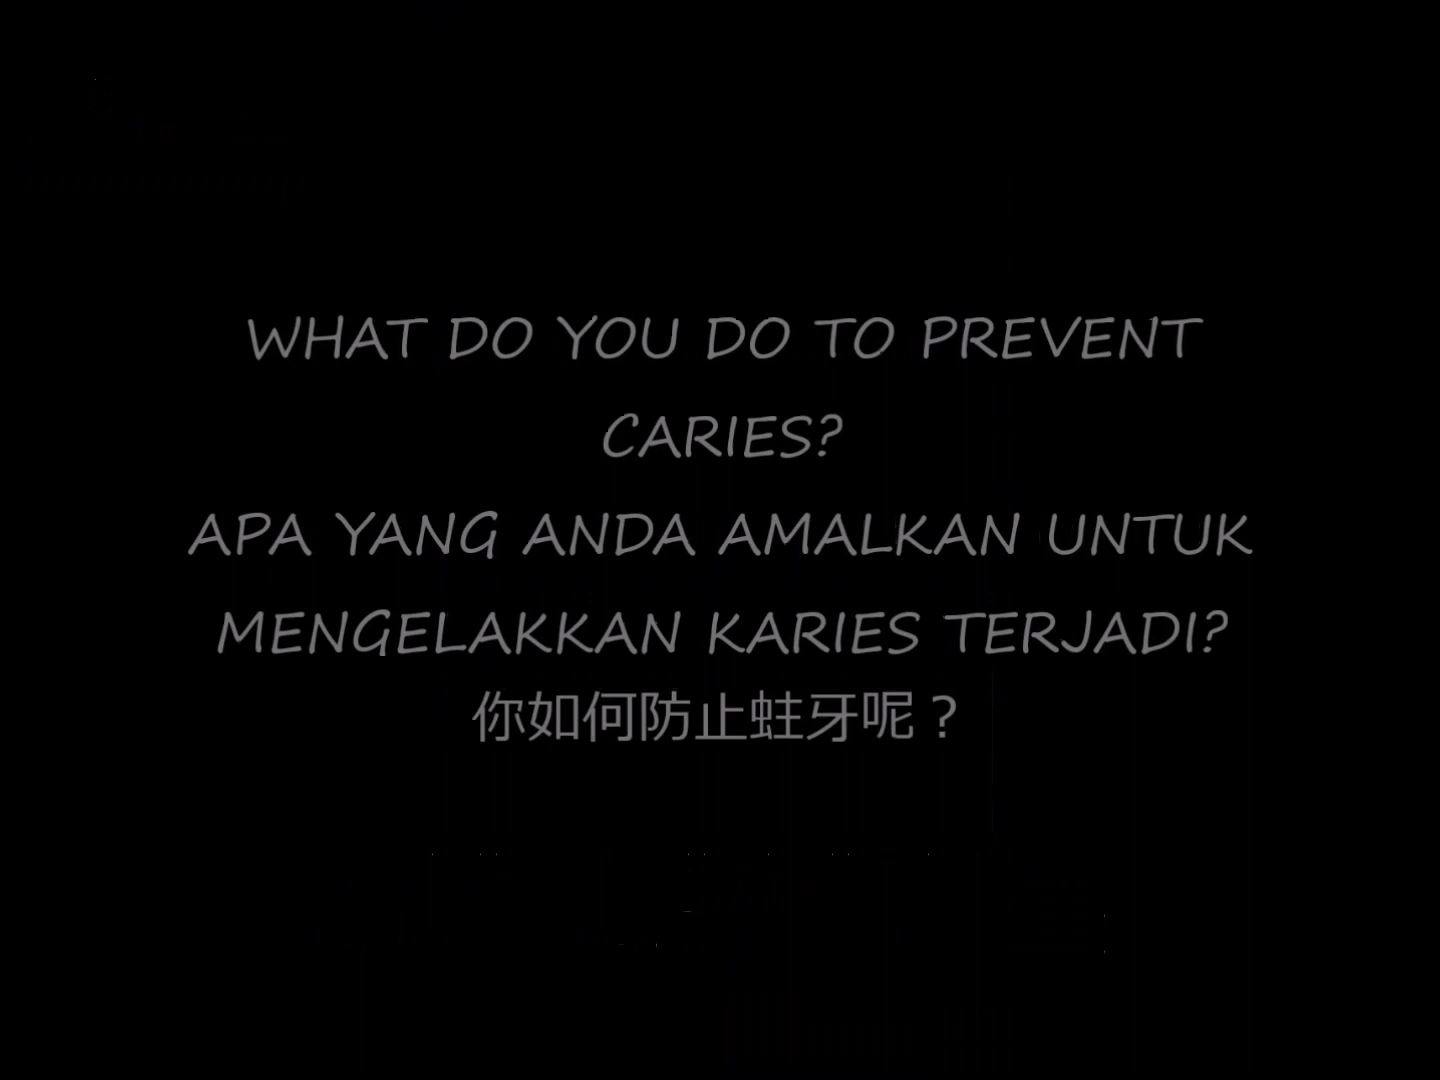 WHAT DO YOU DO TO PREVENT
CARIES?
APA YANG ANDA AMALKAN UNTUK
MENGELAKKAN KARIES TERJADI?
你如何防止蛀牙呢？